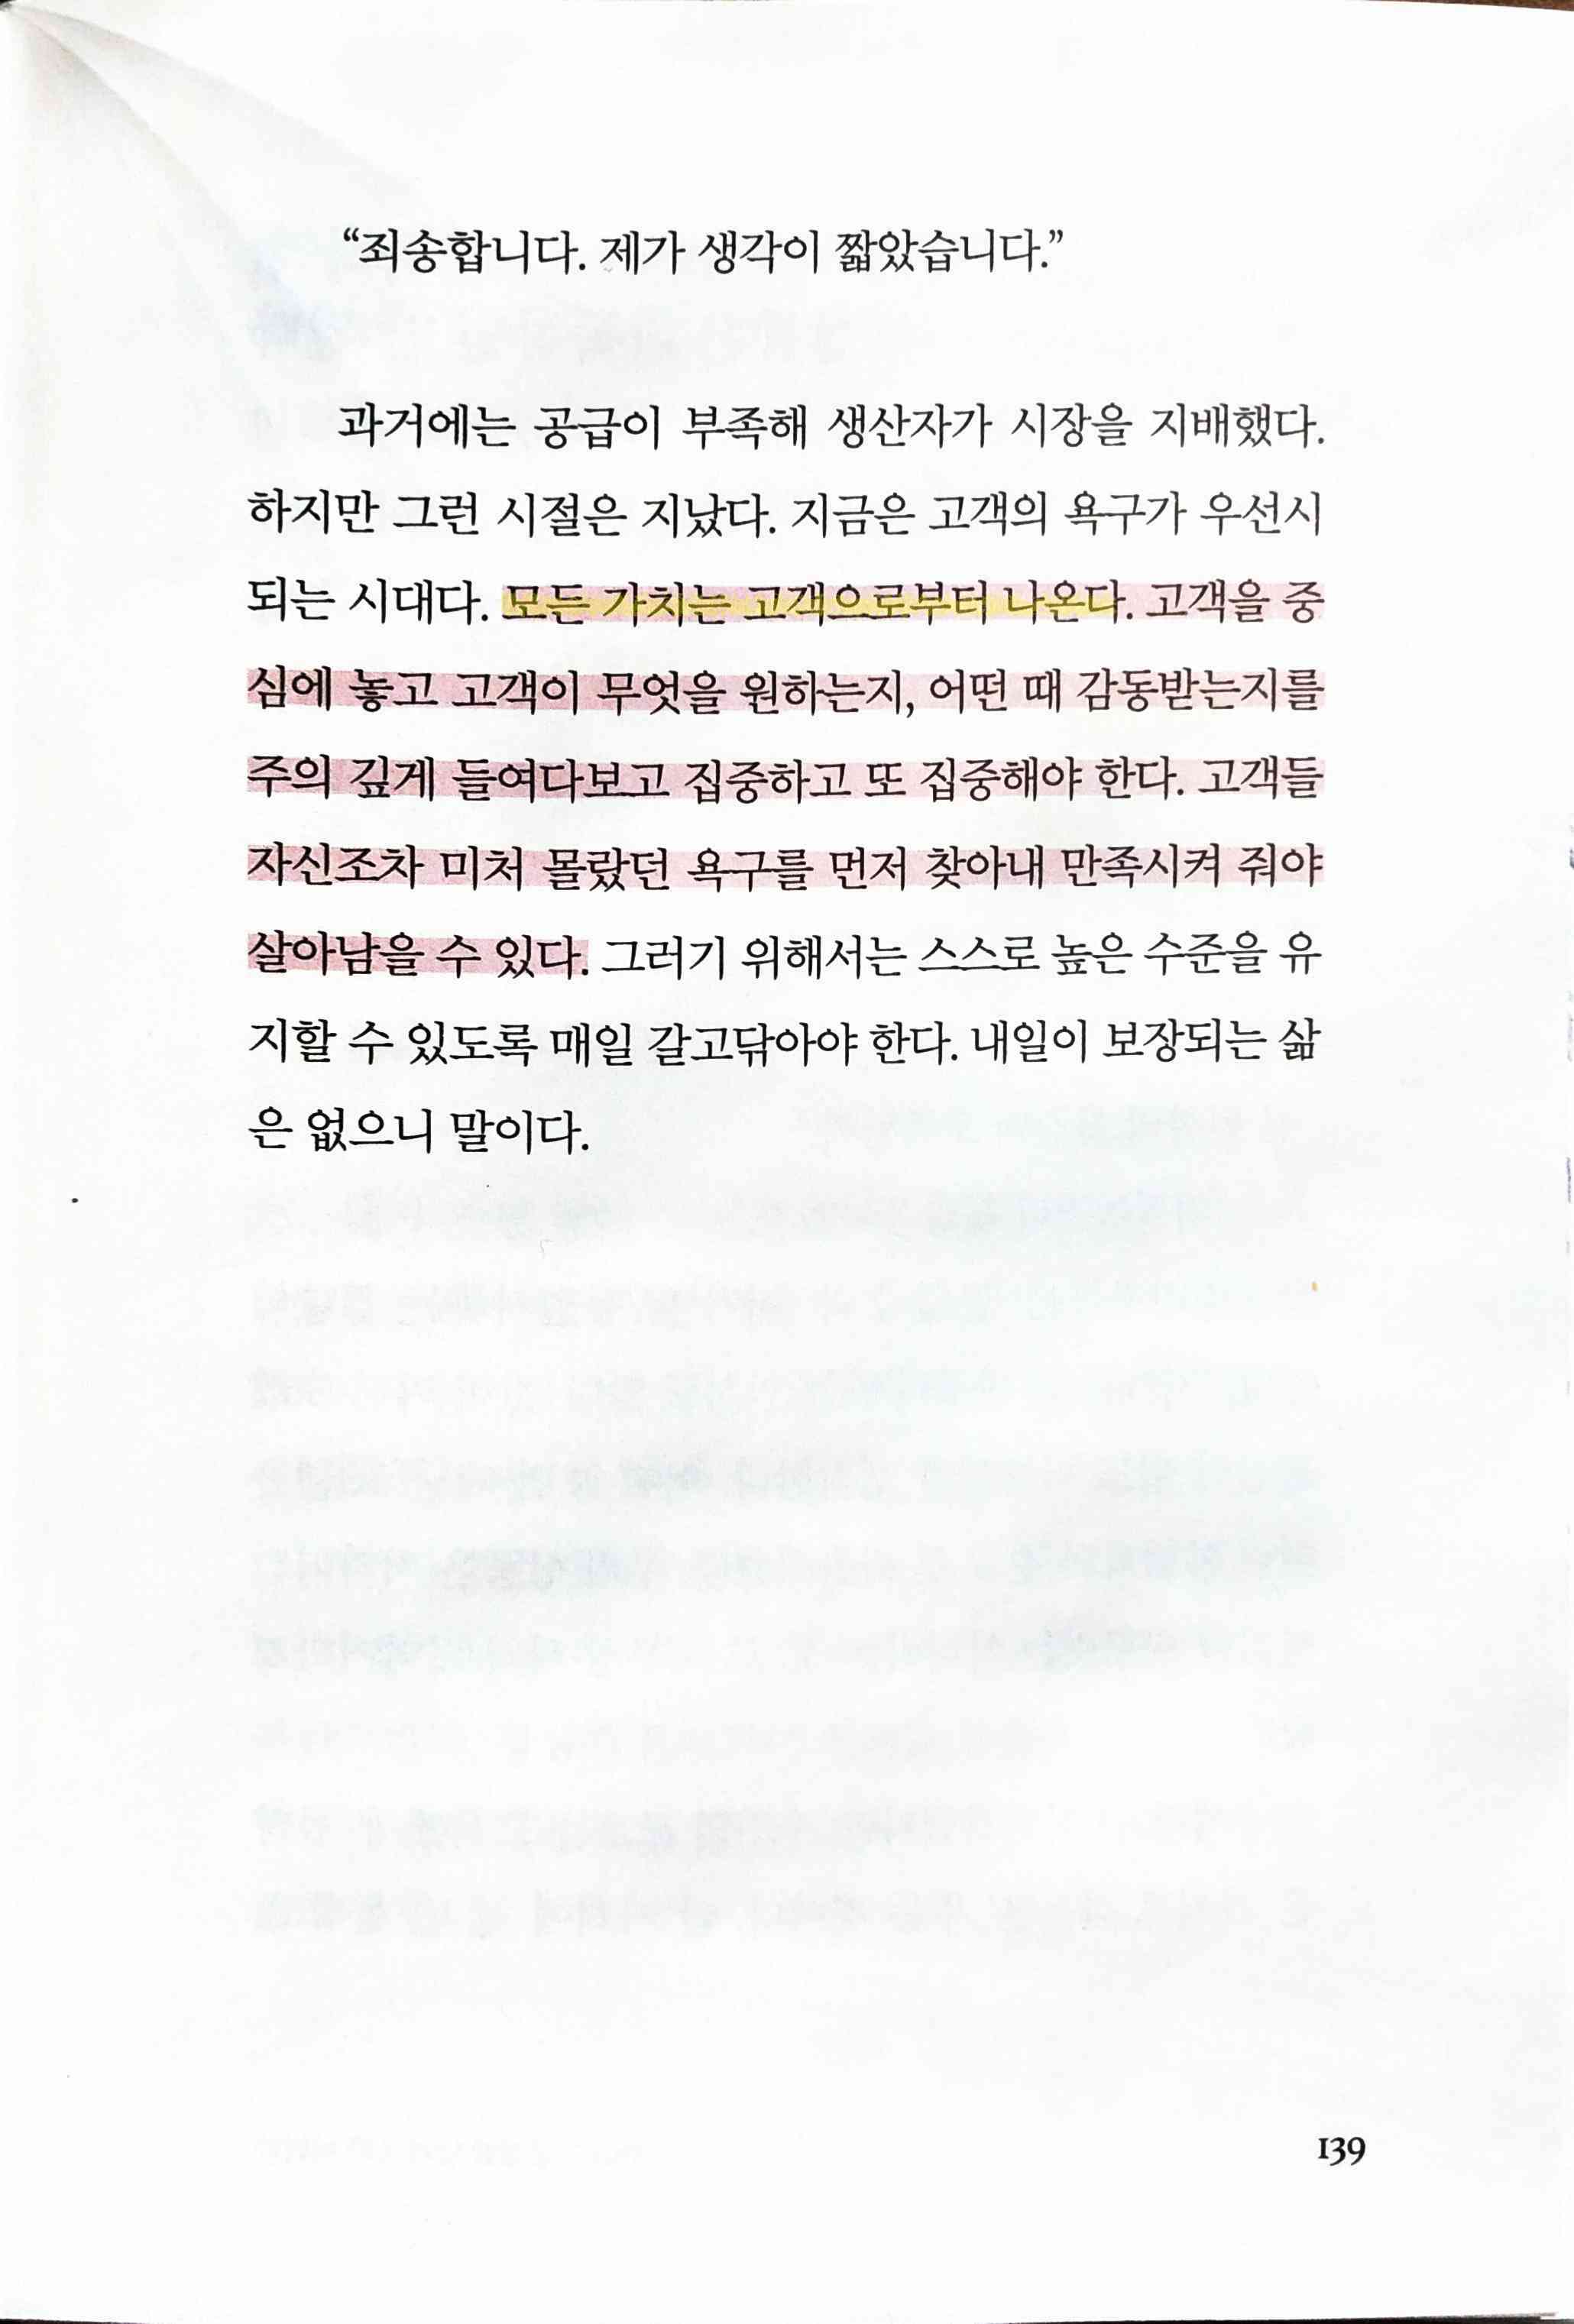 “죄송합니다. 제가 생각이 짧았습니다.”
과거에는 공급이 부족해 생산자가 시장을 지배했다.
하지만 그런 시절은 지났다. 지금은 고객의 욕구가 우선시
되는 시대다. 모든 가치는 고객으로부터 나온다. 고객을 중
심에 놓고 고객이 무엇을 원하는지, 어떤 때 감동받는지를
주의 깊게 들여다보고 집중하고 또 집중해야 한다. 고객들
자신조차 미처 몰랐던 욕구를 먼저 찾아내 만족시켜 줘야
살아남을 수 있다. 그러기 위해서는 스스로 높은 수준을 유
지할 수 있도록 매일 갈고닦아야 한다. 내일이 보장되는 삶
은 없으니 말이다.
139